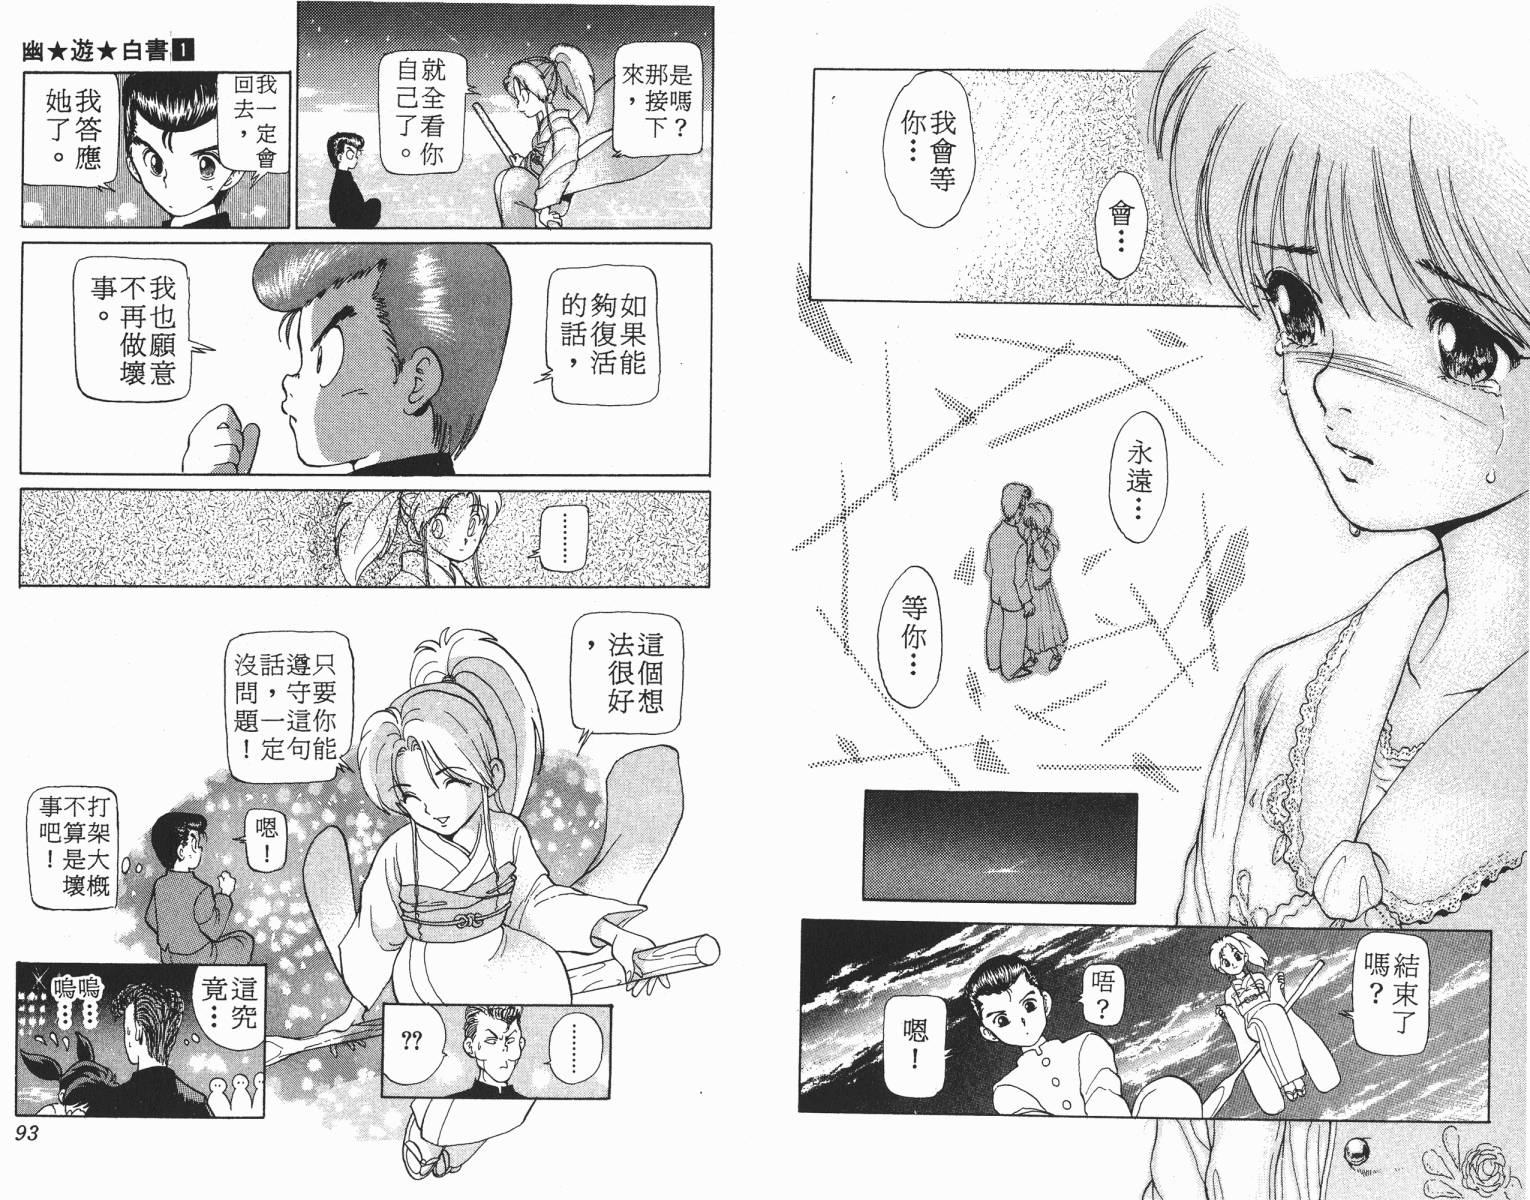 會…
我會等
你…
永遠…
等你…
結束了
嗎？
唔？
嗯！
幽★遊★白書1
是嗎？
那接下
來，
就全看你
自己了。
我一定會
回去，
我答應
她了。
如果能
夠復活
的話，
我也願意
不再做壞
事。
………
這個想
法很好
，
只要你能
遵守這句
話，一定
沒問題！
嗯！
打架大概
不算是壞
事吧！
………
??
這究
竟…
嗚嗚
嗚……
93